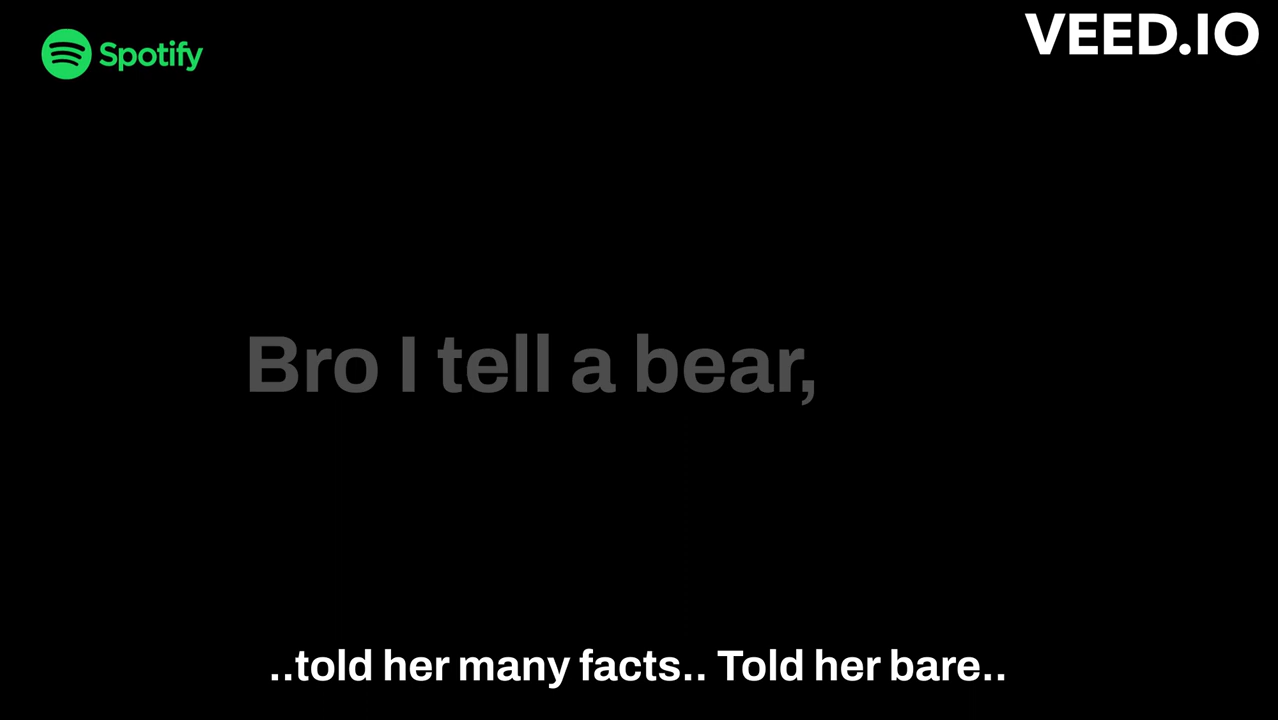 Spotify
VEED.IO
Bro I tell a bear,
..told her many facts.. Told her bare..